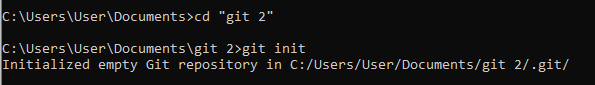 C:\Users\User\Documents>cd "git 2"
C:\Users\User\Documents\git 2>git init
Initialized empty Git repository in C:/Users/User/Documents/git 2/.git/